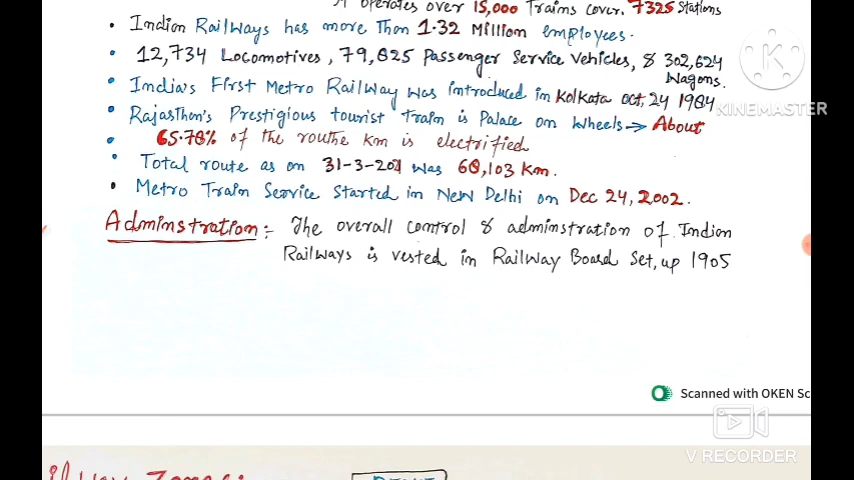 It operates over 15,000 Trains cover. 7325 Stations
Indian Railways has more Than 1.32 Million employees.
12,734 Locomotives, 79,825 Passenger Service Vehicles, & 302,624 Wagons.
India's First Metro Railway was introduced in Kolkata Oct, 24 1984
KINEMASTER
Rajasthan's Prestigious tourist Train is Palace on Wheels → About
65.78% of the routhe km is electrified
Total route as on 31-3-201 was 68,103 Km.
Metro Train Service started in New Delhi on Dec 24, 2002.
Adminstration:- The overall control & adminstration of Indian
Railways is vested in Railway Board Set, up 1905
Scanned with OKEN Sc
V RECORDER